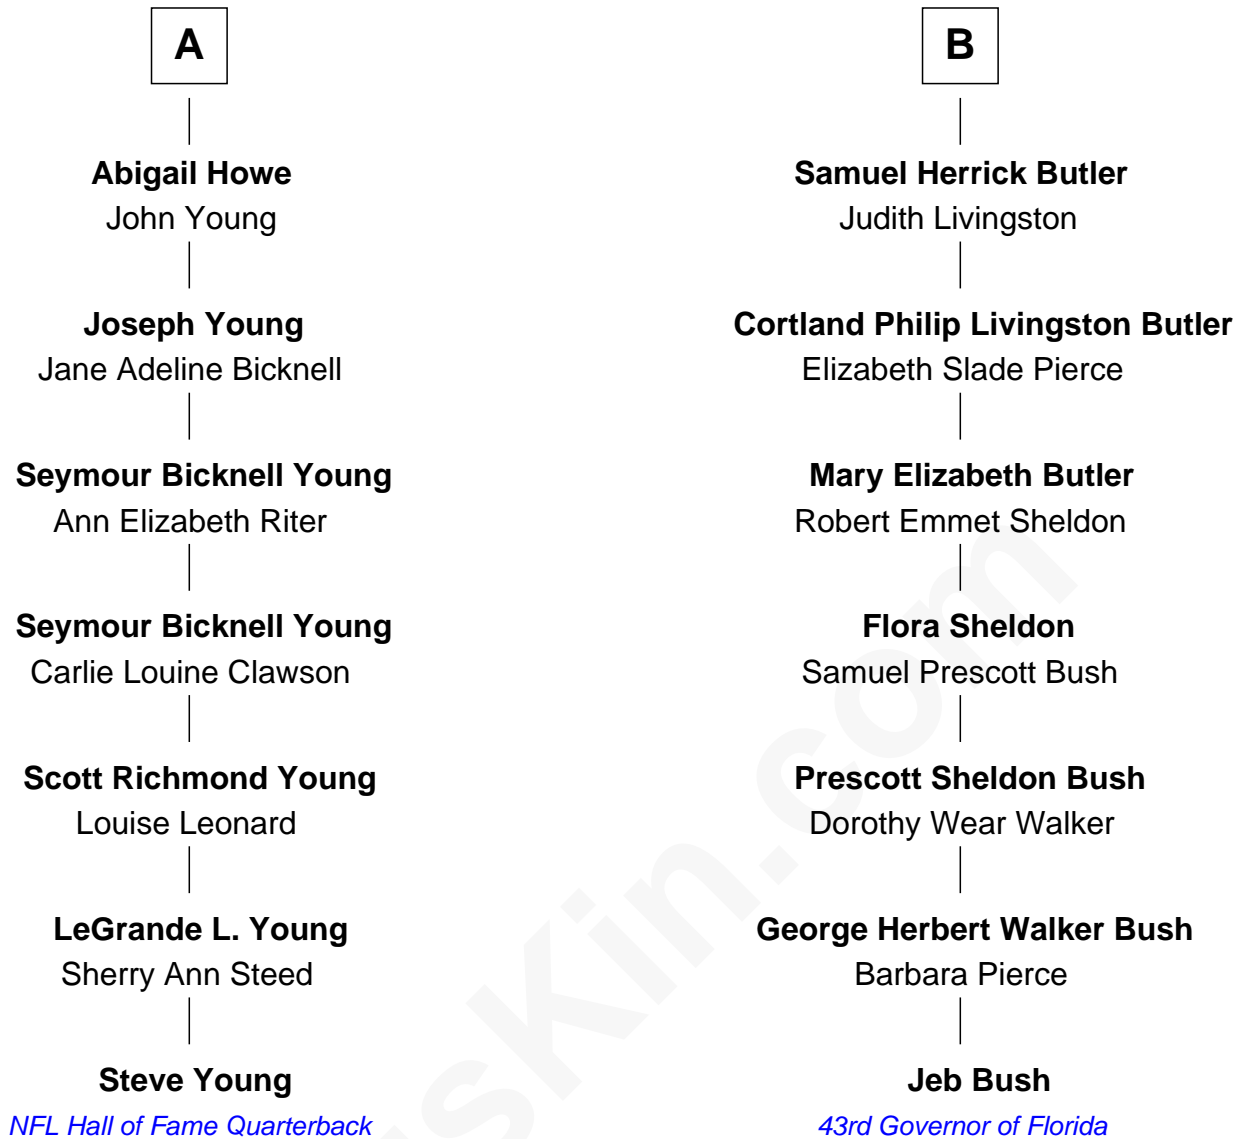 A
Abigail Howe
John Young
Joseph Young
Jane Adeline Bicknell
Seymour Bicknell Young
Ann Elizabeth Riter
Seymour Bicknell Young
Carlie Louine Clawson
Scott Richmond Young
Louise Leonard
LeGrande L. Young
Sherry Ann Steed
Steve Young
NFL Hall of Fame Quarterback
B
Samuel Herrick Butler
Judith Livingston
Cortland Philip Livingston Butler
Elizabeth Slade Pierce
Mary Elizabeth Butler
Robert Emmet Sheldon
Flora Sheldon
Samuel Prescott Bush
Prescott Sheldon Bush
Dorothy Wear Walker
George Herbert Walker Bush
Barbara Pierce
Jeb Bush
43rd Governor of Florida
usKin.com